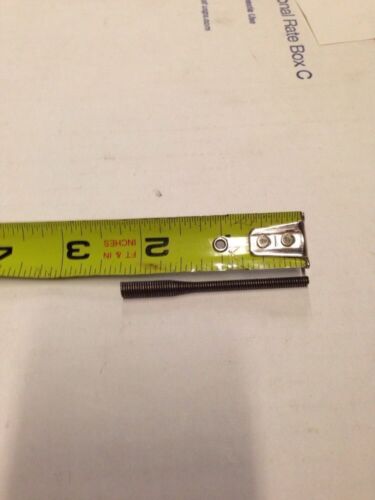 onal Rate Box C
2
FT & IN
INCHES
3
4